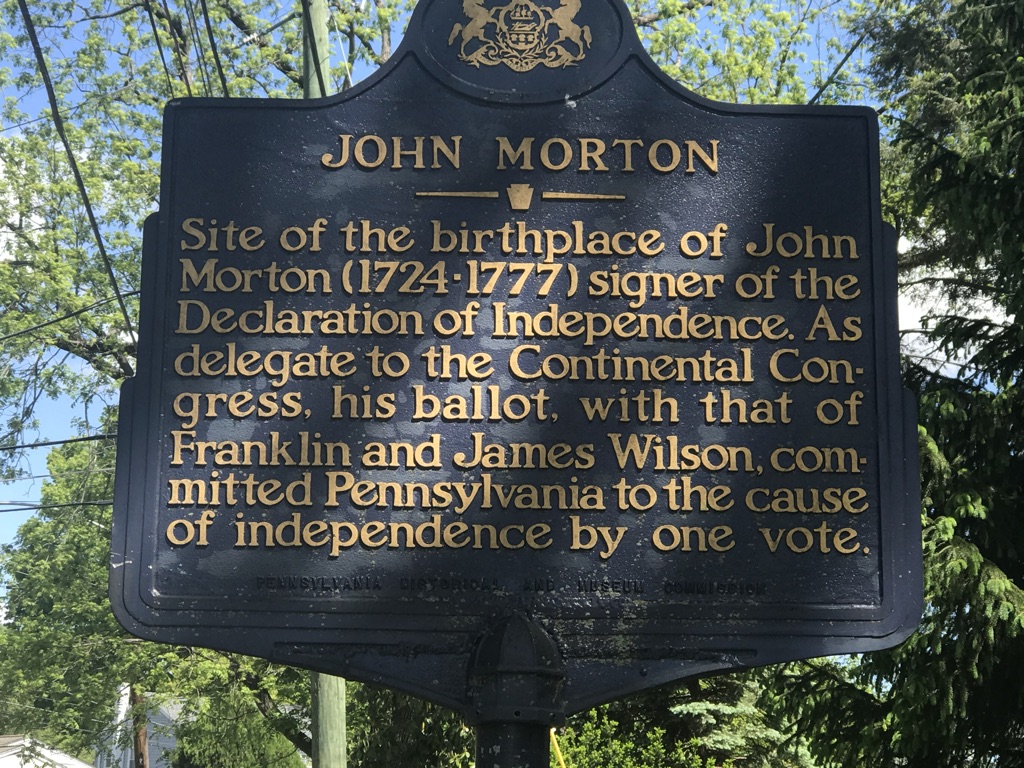 JOHN MORTON
Site of the birthplace of John
Morton (1724-1777) signer of the
Declaration of Independence. As
delegate to the Continental Con-
gress, his ballot, with that of
Franklin and James Wilson, com-
mitted Pennsylvania to the cause
of independence by one vote.
PENNSYLVANIA HISTORICAL AND MUSEUM COMMISSION